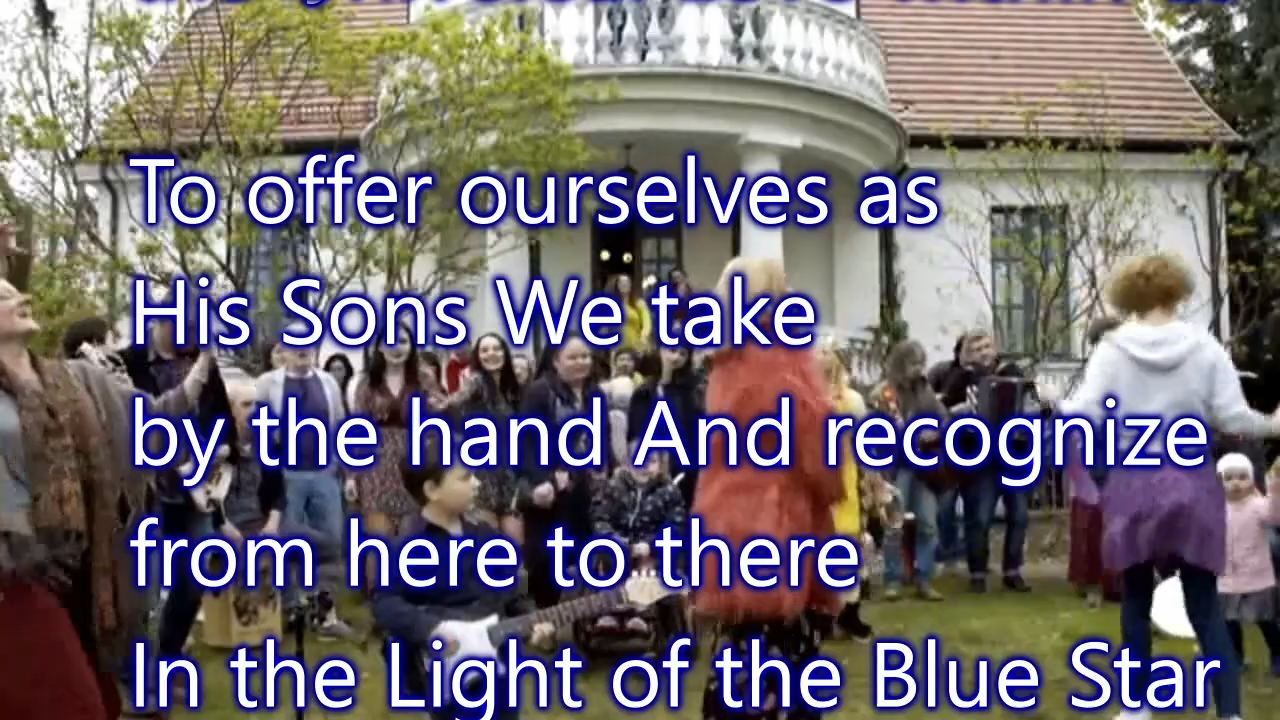 To offer ourselves as
His Sons We take
by the hand And recognize
from here to there
In the Light of the Blue Star